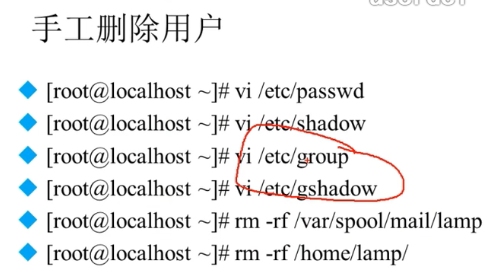 手工删除用户
[root@localhost ~]# vi /etc/passwd
[root@localhost ~]# vi /etc/shadow
[root@localhost ~]# vi /etc/group
[root@localhost ~]# vi /etc/gshadow
[root@localhost ~]# rm -rf /var/spool/mail/lamp
[root@localhost ~]# rm -rf /home/lamp/